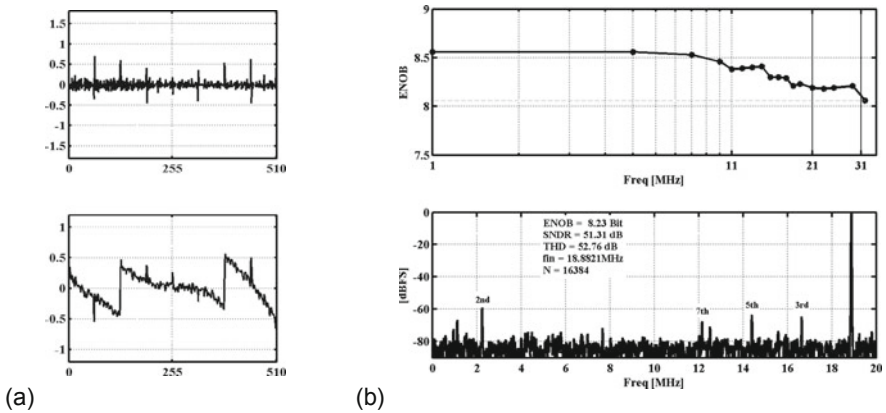 1.5
1
0.5
0
-0.5
-1
-1.5
0 255 510
1
0.5
0
-0.5
-1
0 255 510
(a)
9
8.5
8
7.5
ENOB
1 11 21 31
Freq [MHz]
0
-20
-40
-60
-80
[dBFS]
ENOB = 8.23 Bit
SNDR = 51.31 dB
THD = 52.76 dB
fin = 18.8821MHz
N = 16384
2nd 7th 5th 3rd
0 2 4 6 8 10 12 14 16 18 20
Freq [MHz]
(b)